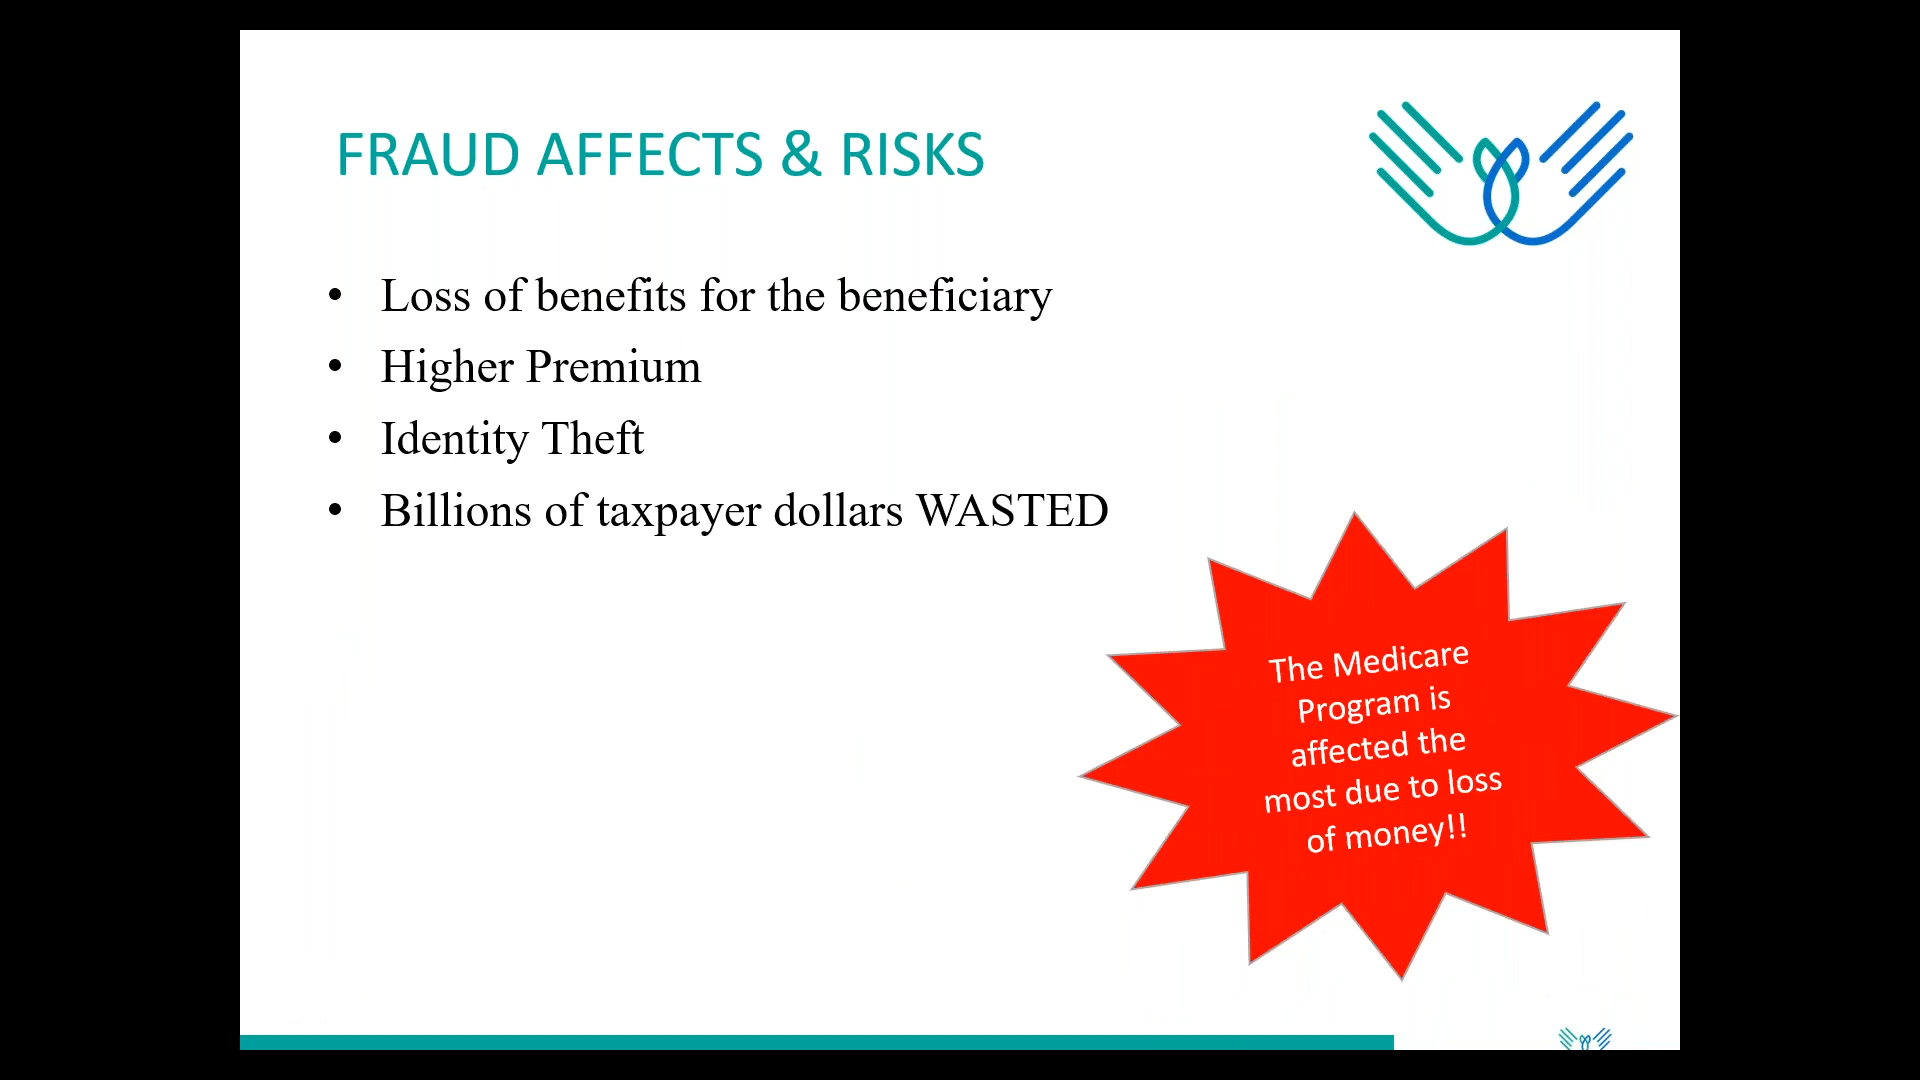 FRAUD AFFECTS & RISKS
• Loss of benefits for the beneficiary
• Higher Premium
• Identity Theft
• Billions of taxpayer dollars WASTED
The Medicare
Program is
affected the
most due to loss
of money!!